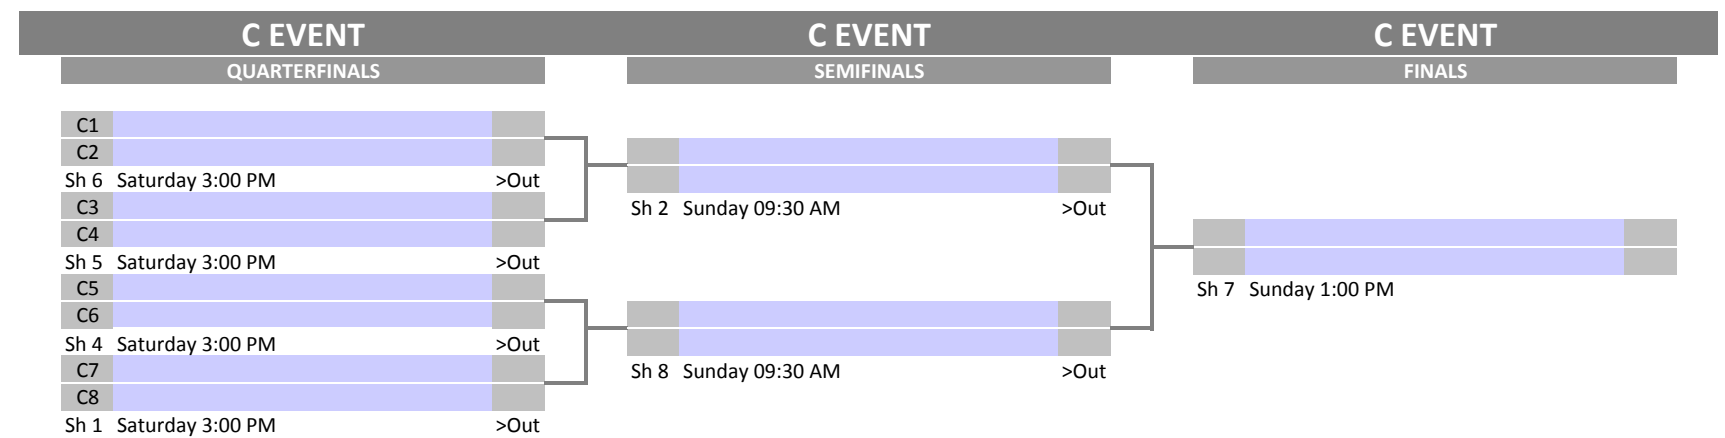 C EVENT C EVENT C EVENT
QUARTERFINALS SEMIFINALS FINALS
C1
C2
Sh 6 Saturday 3:00 PM >Out
C3
Sh 2 Sunday 09:30 AM >Out
C4
Sh 5 Saturday 3:00 PM >Out
C5
Sh 7 Sunday 1:00 PM
C6
Sh 4 Saturday 3:00 PM >Out
C7
Sh 8 Sunday 09:30 AM >Out
C8
Sh 1 Saturday 3:00 PM >Out